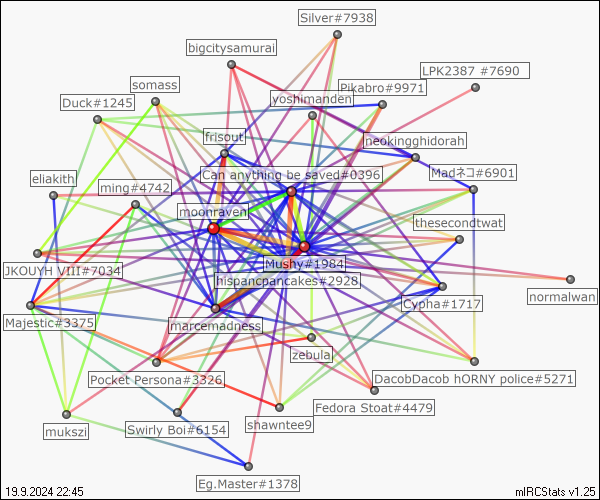 Silver#7938
bigcitysamurai
LPK2387 #7690
somass
Pikabro#9971
yoshimanden
Duck#1245
frisout
neokingghidorah
Can anything be saved#0396
Madネコ#6901
eliakith
ming#4742
moonraven
thesecondtwat
Mushy#1984
JKOUYH VIII#7034
hispancpancakes#2928
normalwan
Cypha#1717
Majestic#3375
marcemadness
zebula
Pocket Persona#3326
DacobDacob hORNY police#5271
Fedora Stoat#4479
mukszi
Swirly Boi#6154
shawntee9
Eg.Master#1378
19.9.2024 22:45
mIRCStats v1.25